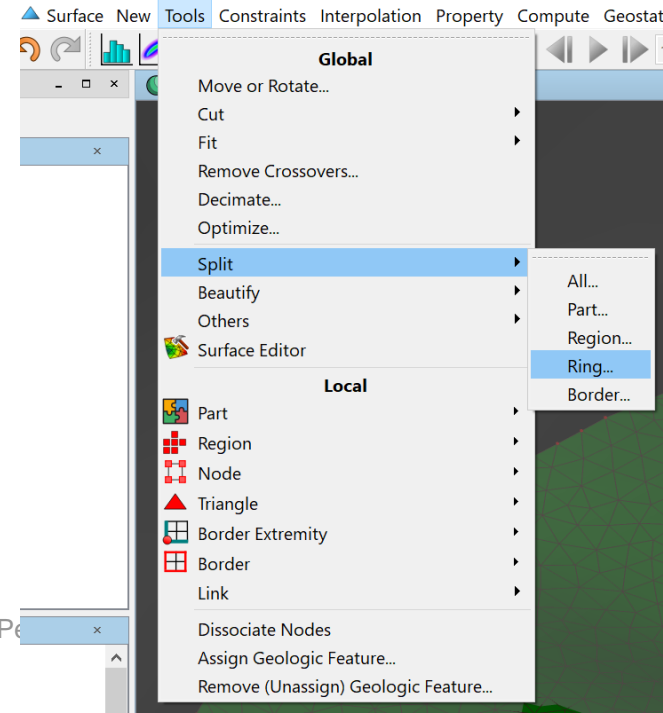 Surface New Tools Constraints Interpolation Property Compute Geostat
Global
Move or Rotate...
Cut
Fit
Remove Crossovers...
Decimate...
Optimize...
Split
All...
Beautify
Part...
Others
Region...
Surface Editor
Ring...
Local
Border...
Part
Region
Node
Triangle
Border Extremity
Border
Link
Pe
Dissociate Nodes
Assign Geologic Feature...
Remove (Unassign) Geologic Feature...